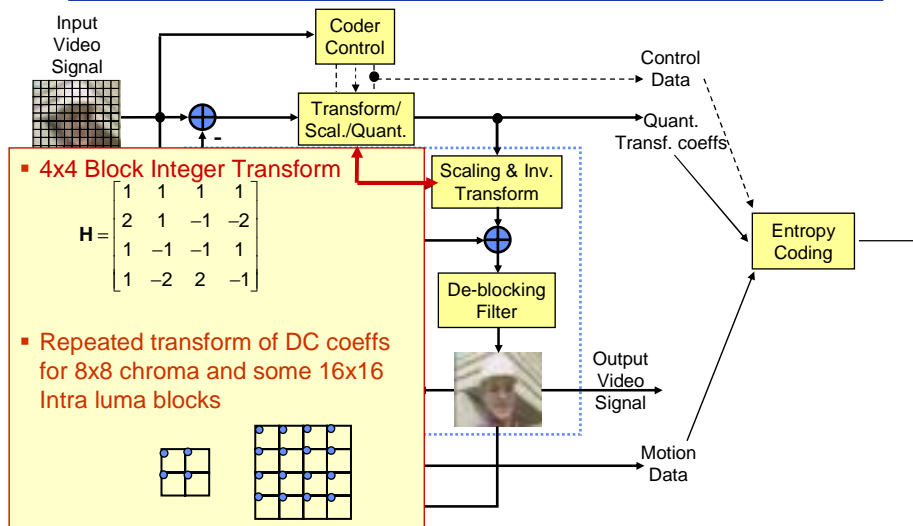 Input
Video
Signal
Coder
Control
Control
Data
Transform/
Scal./Quant.
-
Quant.
Transf. coeffs
▪ 4x4 Block Integer Transform
H = [1 1 1 1
2 1 −1 −2
1 −1 −1 1
1 −2 2 −1]
Scaling & Inv.
Transform
Entropy
Coding
De-blocking
Filter
▪ Repeated transform of DC coeffs
for 8x8 chroma and some 16x16
Intra luma blocks
Output
Video
Signal
Motion
Data